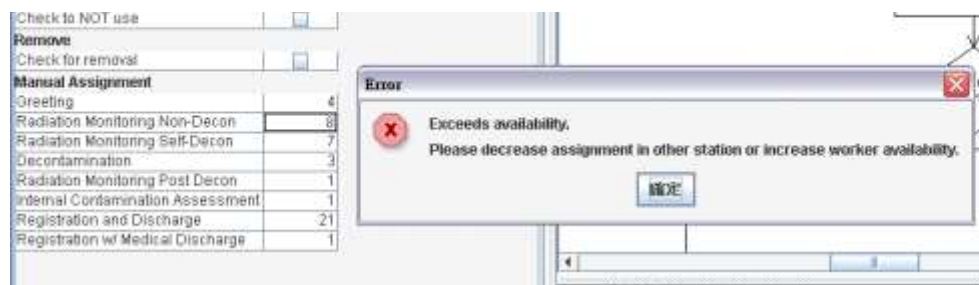 Check to NOT use
Remove
Check for removal
Manual Assignment
Greeting 4
Radiation Monitoring Non-Decon 8
Radiation Monitoring Self-Decon 7
Decontamination 3
Radiation Monitoring Post Decon 1
Internal Contamination Assessment 1
Registration and Discharge 21
Registration w/ Medical Discharge 1
Error
Exceeds availability.
Please decrease assignment in other station or increase worker availability.
確定